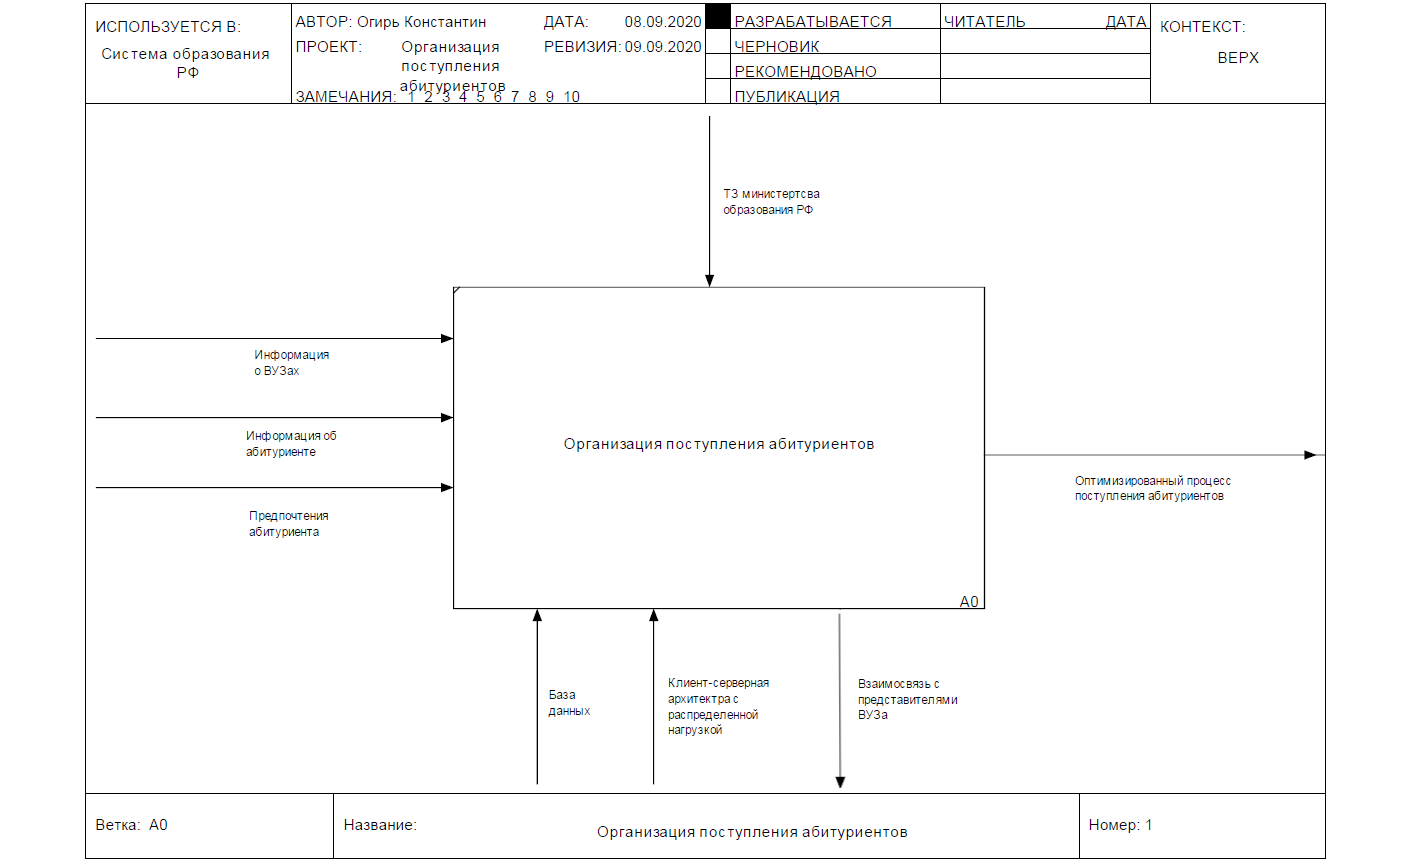 ИСПОЛЬЗУЕТСЯ В:
Система образования
РФ
АВТОР: Огирь Константин
ДАТА: 08.09.2020
ПРОЕКТ: Организация
поступления
абитуриентов
РЕВИЗИЯ: 09.09.2020
ЗАМЕЧАНИЯ: 1 2 3 4 5 6 7 8 9 10
РАЗРАБАТЫВАЕТСЯ
ЧЕРНОВИК
РЕКОМЕНДОВАНО
ПУБЛИКАЦИЯ
ЧИТАТЕЛЬ ДАТА
КОНТЕКСТ:
ВЕРХ
ТЗ министертсва
образования РФ
Информация
о ВУЗах
Информация об
абитуриенте
Предпочтения
абитуриента
Организация поступления абитуриентов
A0
Оптимизированный процесс
поступления абитуриентов
База
данных
Клиент-серверная
архитектра с
распределенной
нагрузкой
Взаимосвязь с
представителями
ВУЗа
Ветка: A0
Название:
Организация поступления абитуриентов
Номер: 1